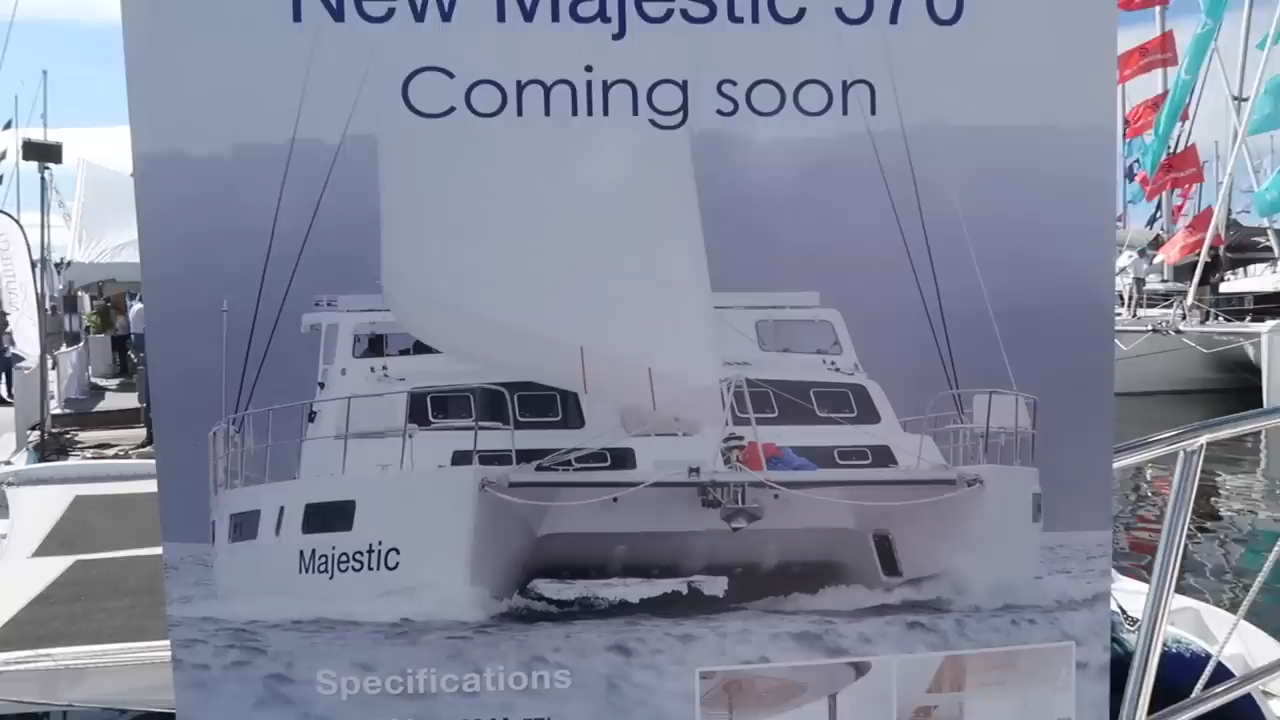 New Majestic 570
Coming soon
Majestic
Specifications